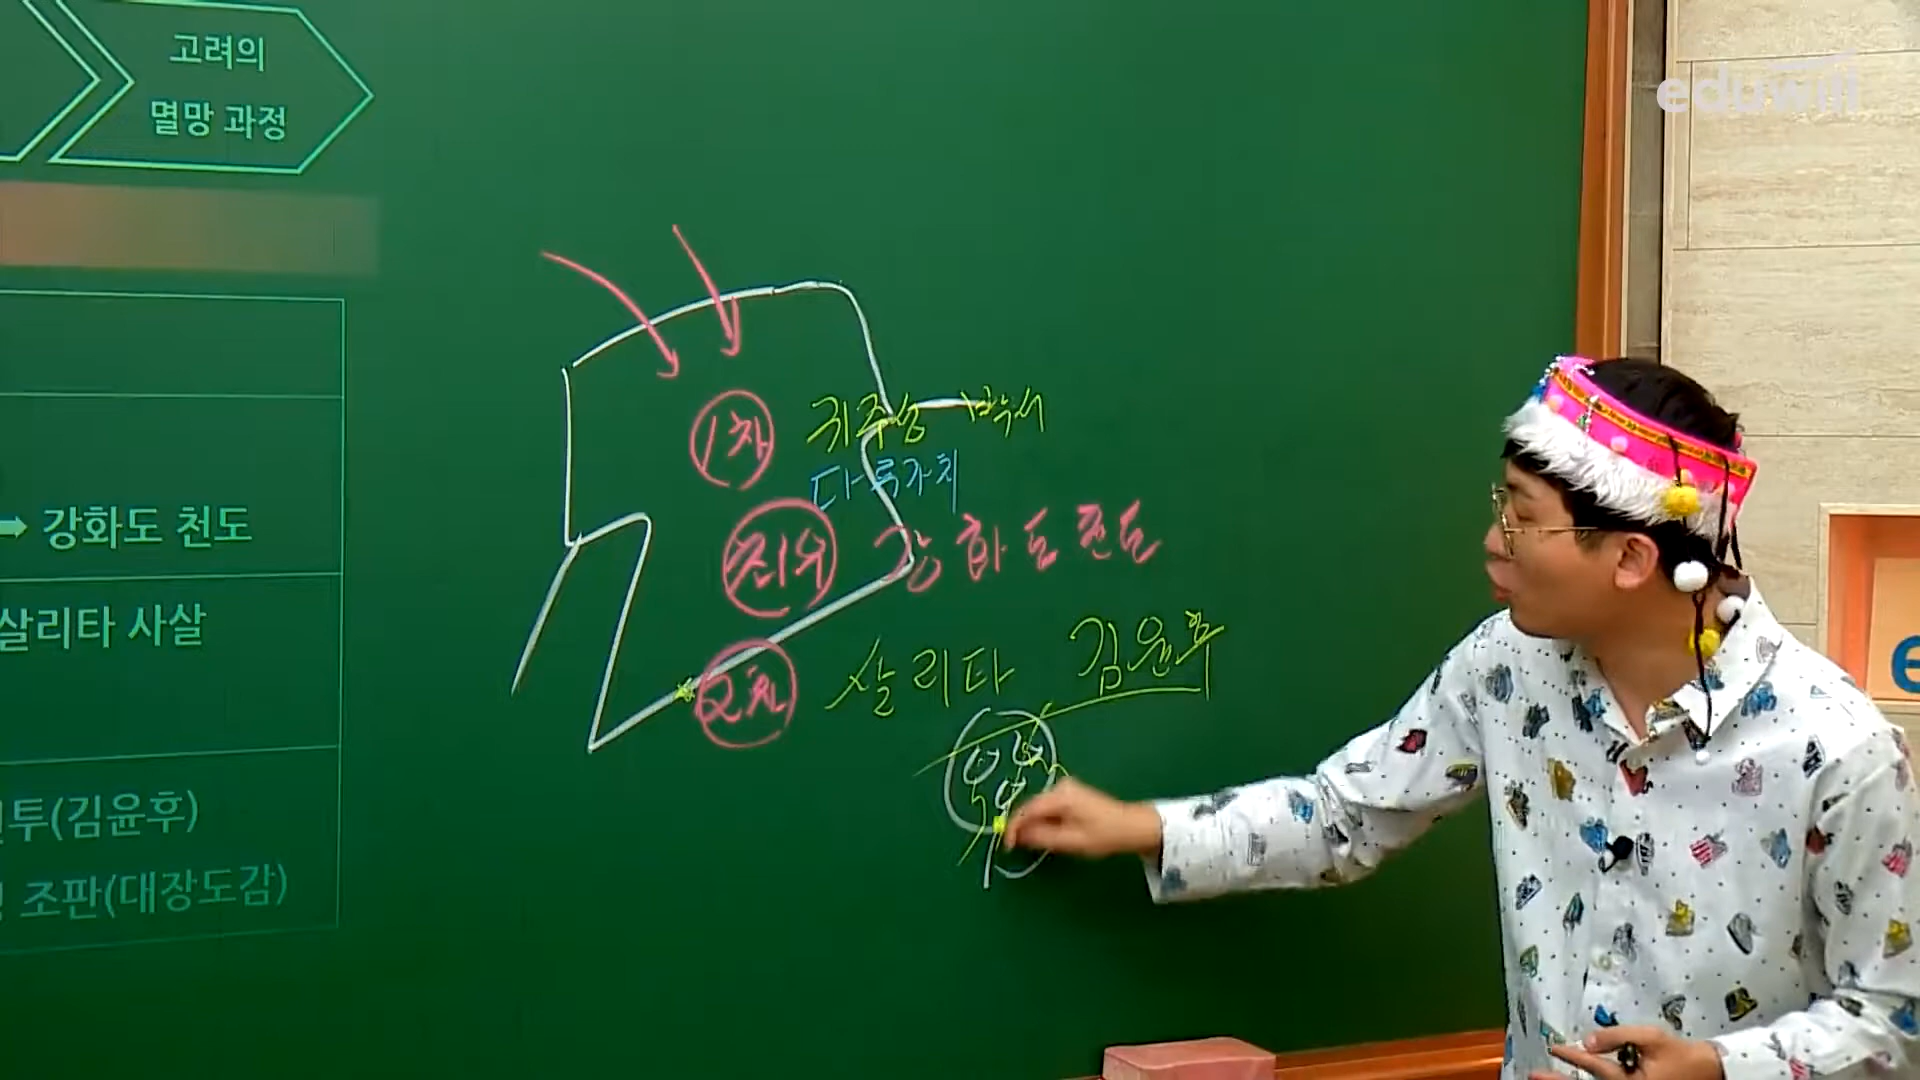 고려의
멸망 과정
eduwill
➡ 강화도 천도
살리타 사살
투(김윤후)
조판(대장도감)
1차 귀주성 박서
다루가치
최우 강화도 천도
2차 살리타 김윤후
e